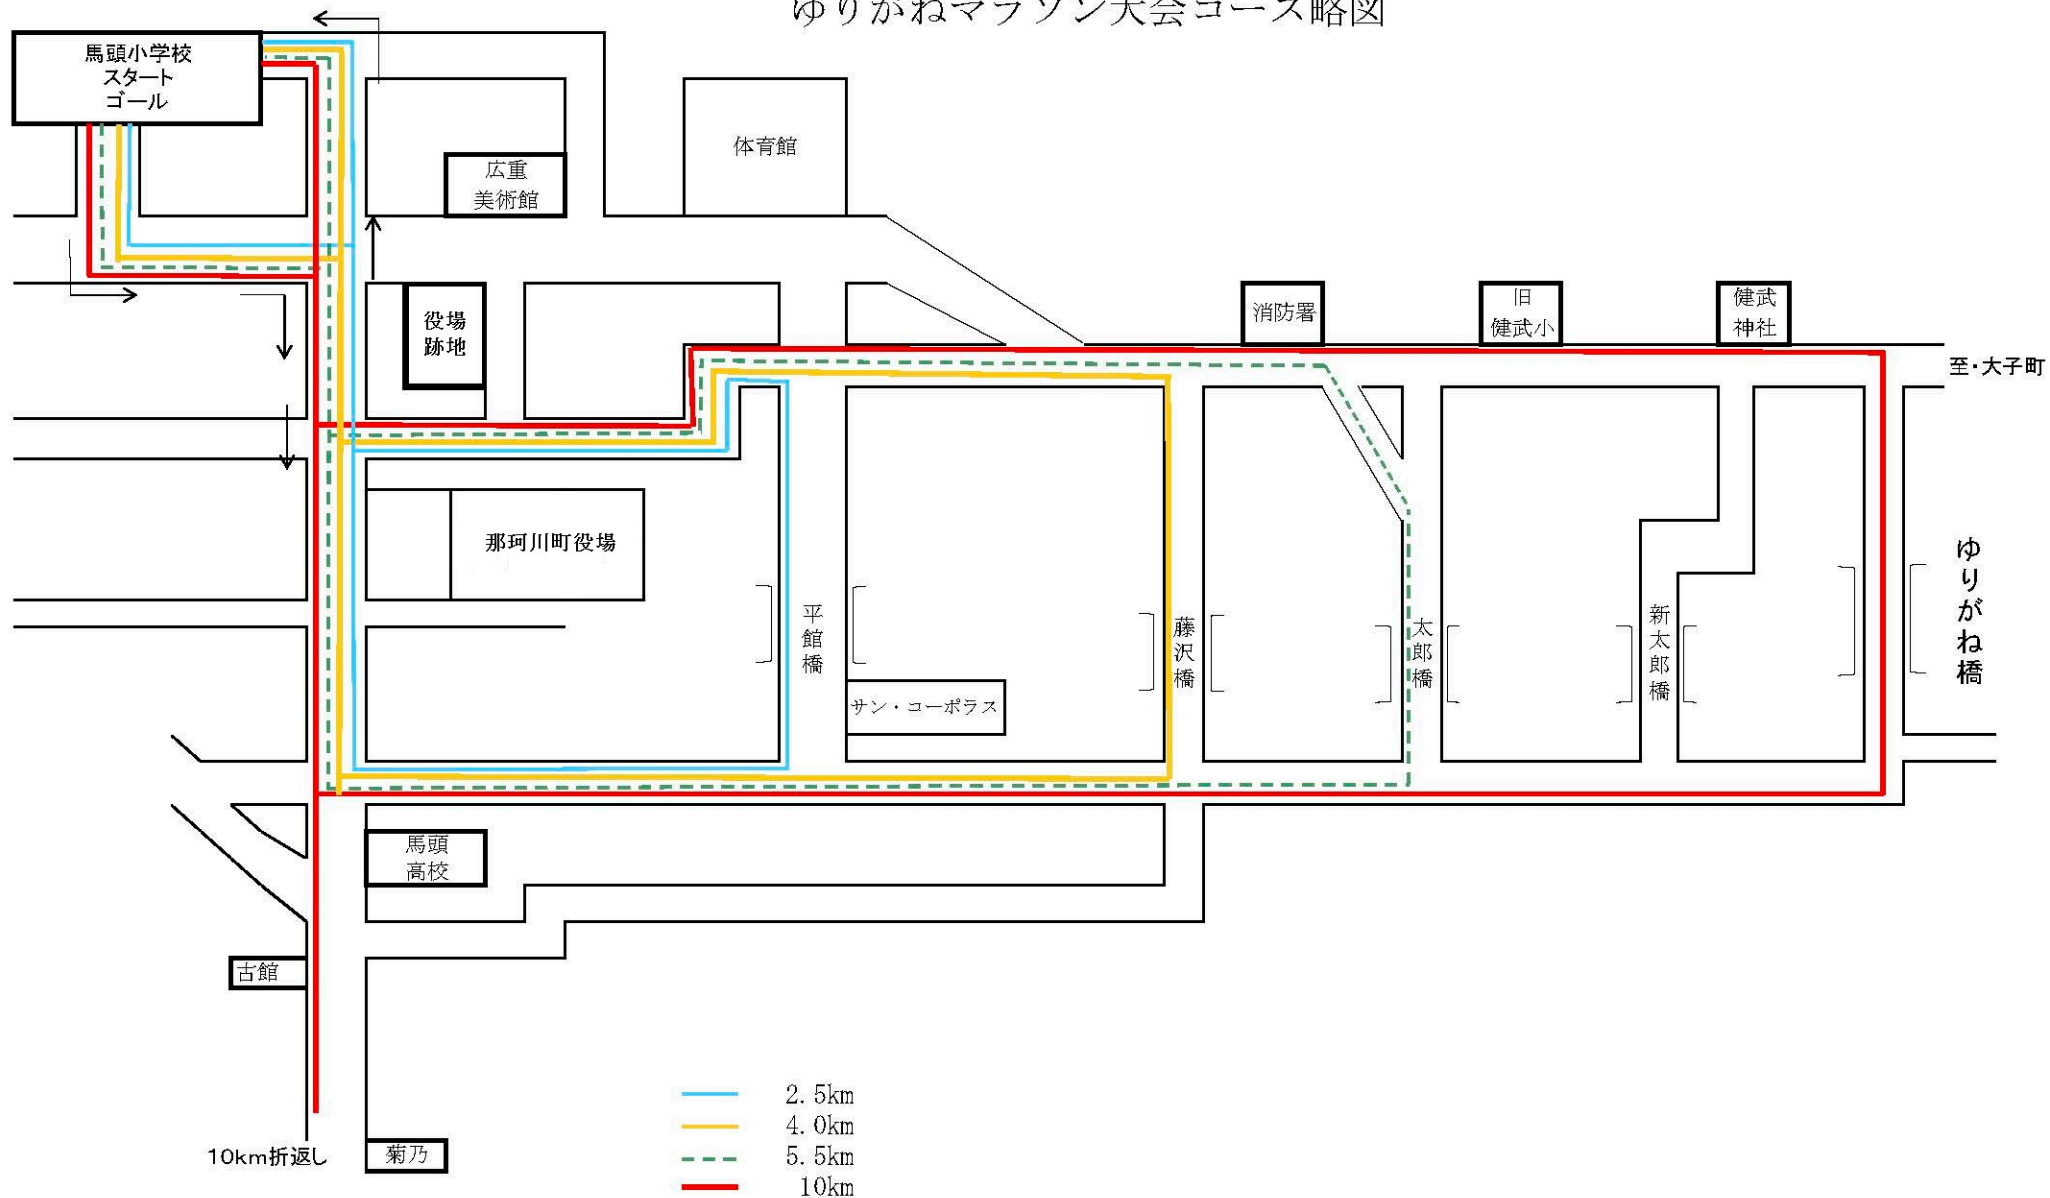 ゆりがねマラソン大会コース略図
馬頭小学校
スタート
ゴール
広重
美術館
体育館
役場
跡地
消防署
旧
健武小
健武
神社
至・大子町
那珂川町役場
平館橋
藤沢橋
太郎橋
新太郎橋
ゆりがね橋
サン・コーポラス
馬頭
高校
古館
10km折返し
菊乃
2.5km
4.0km
5.5km
10km